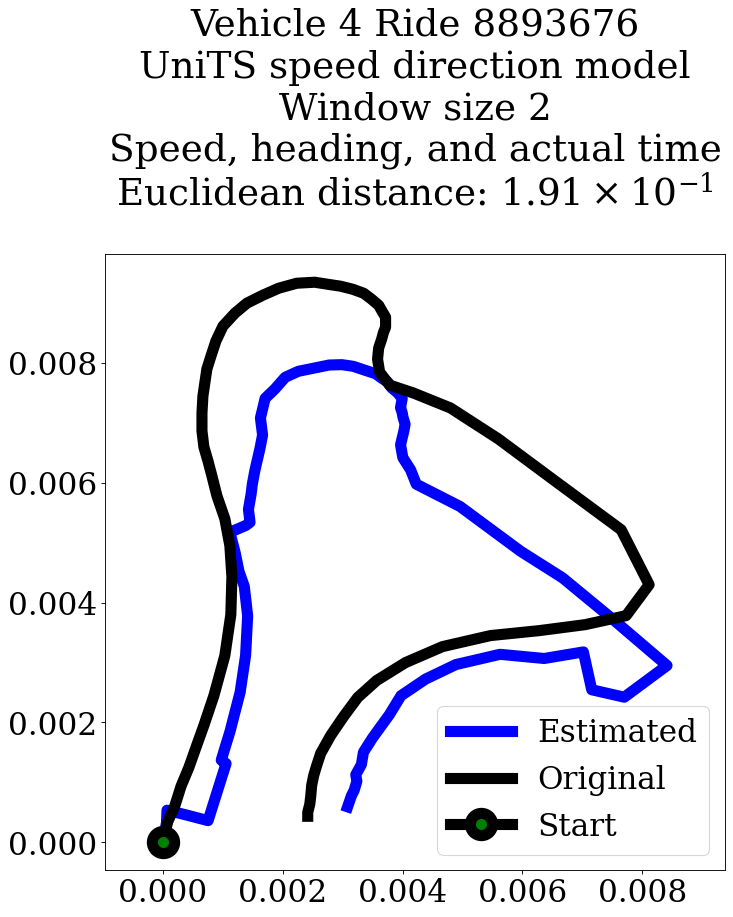 Vehicle 4 Ride 8893676
UniTS speed direction model
Window size 2
Speed, heading, and actual time
Euclidean distance: 1.91 × 10⁻¹
0.008
0.006
0.004
0.002
0.000
Estimated
Original
Start
0.000 0.002 0.004 0.006 0.008